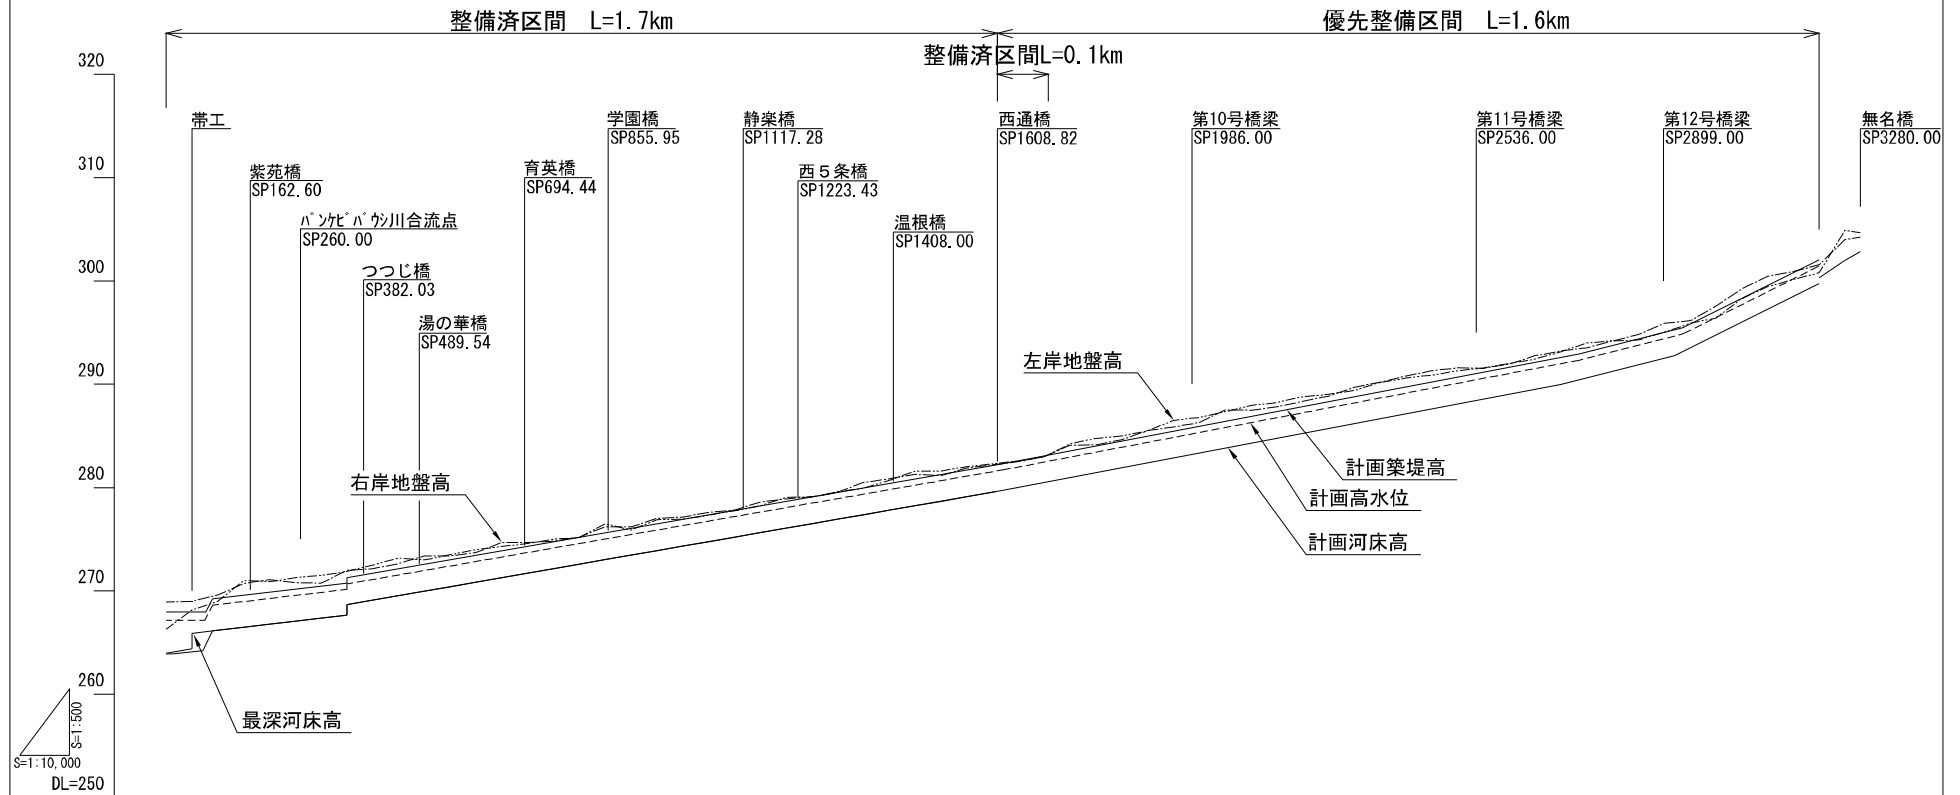 整備済区間　L=1.7km
優先整備区間　L=1.6km
整備済区間L=0.1km
320
310
300
290
280
270
260
DL=250
帯工
紫苑橋
SP162.60
ﾊﾟﾝｹﾋﾞﾊﾞｳｼ川合流点
SP260.00
つつじ橋
SP382.03
湯の華橋
SP489.54
育英橋
SP694.44
学園橋
SP855.95
静楽橋
SP1117.28
西５条橋
SP1223.43
温根橋
SP1408.00
西通橋
SP1608.82
第10号橋梁
SP1986.00
第11号橋梁
SP2536.00
第12号橋梁
SP2899.00
無名橋
SP3280.00
左岸地盤高
右岸地盤高
計画築堤高
計画高水位
計画河床高
最深河床高
S=1:500
S=1:10,000